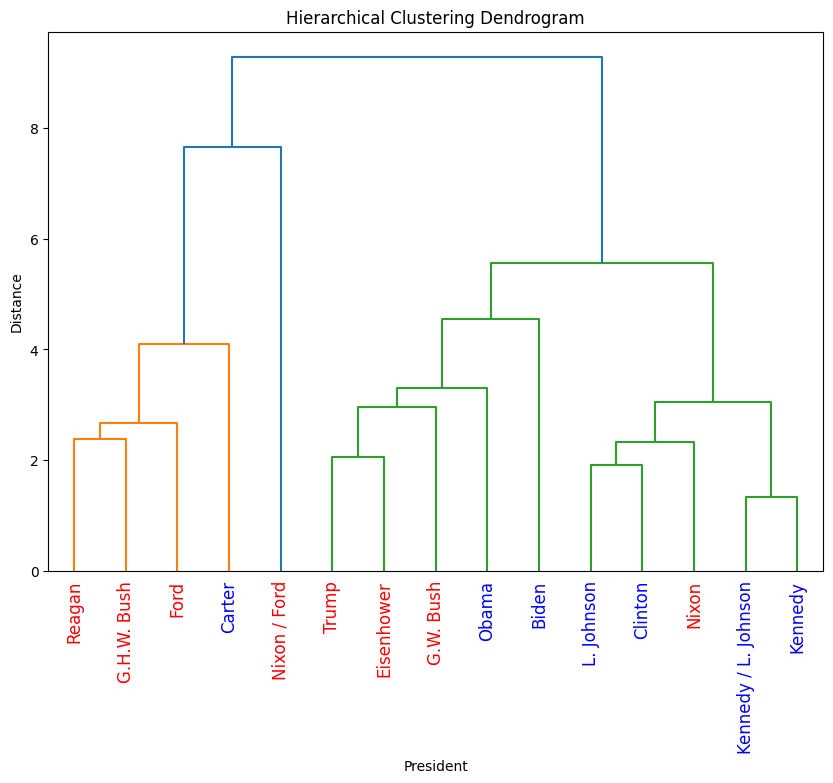 Hierarchical Clustering Dendrogram
8
6
4
2
0
Distance
Reagan
G.H.W. Bush
Ford
Carter
Nixon / Ford
Trump
Eisenhower
G.W. Bush
Obama
Biden
L. Johnson
Clinton
Nixon
Kennedy / L. Johnson
Kennedy
President